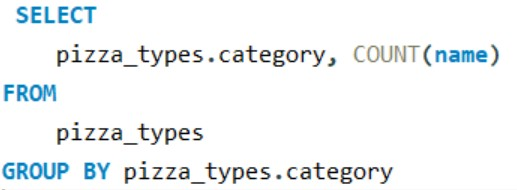 SELECT
pizza_types.category, COUNT(name)
FROM
pizza_types
GROUP BY pizza_types.category